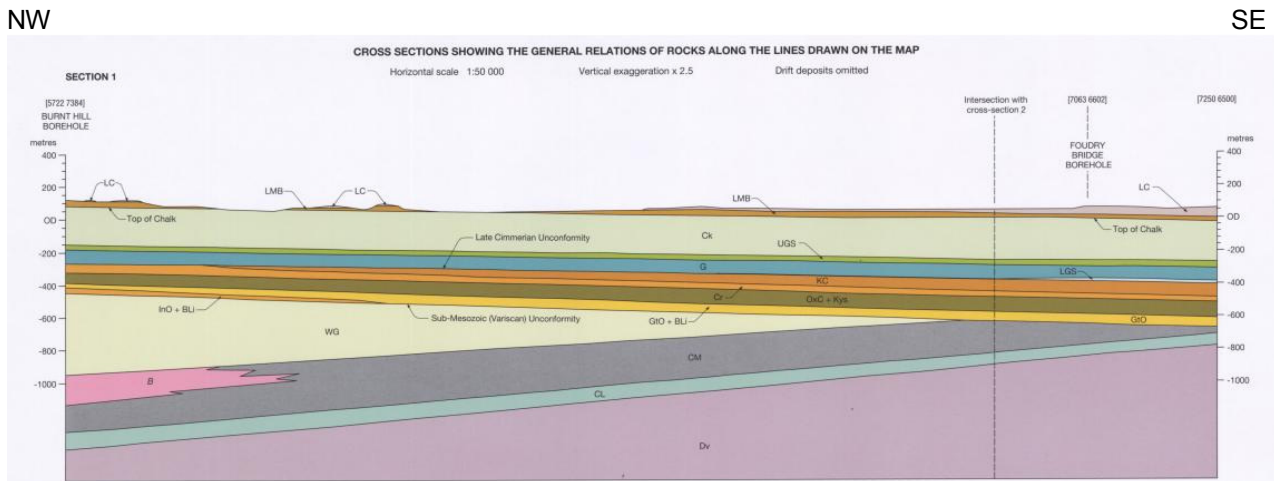 NW
SE
CROSS SECTIONS SHOWING THE GENERAL RELATIONS OF ROCKS ALONG THE LINES DRAWN ON THE MAP
SECTION 1
Horizontal scale 1:50 000
Vertical exaggeration x 2.5
Drift deposits omitted
[5722 7384]
BURNT HILL
BOREHOLE
Intersection with
cross-section 2
[7063 6602]
FOUDRY
BRIDGE
BOREHOLE
[7250 6500]
metres
400
200
OD
-200
-400
-600
-800
-1000
metres
400
200
OD
-200
-400
-600
-800
-1000
LC
LMB
LC
LMB
LC
Top of Chalk
Top of Chalk
Ck
Late Cimmerian Unconformity
UGS
G
LGS
KC
Cr
OxC + Kys
InO + BLi
Sub-Mesozoic (Variscan) Unconformity
GtO + BLi
GtO
WG
CM
B
CL
Dv